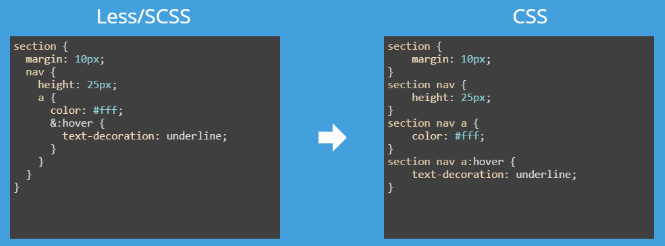 Less/SCSS
section {
  margin: 10px;
  nav {
    height: 25px;
    a {
      color: #fff;
      &:hover {
        text-decoration: underline;
      }
    }
  }
}
CSS
section {
    margin: 10px;
}
section nav {
    height: 25px;
}
section nav a {
    color: #fff;
}
section nav a:hover {
    text-decoration: underline;
}